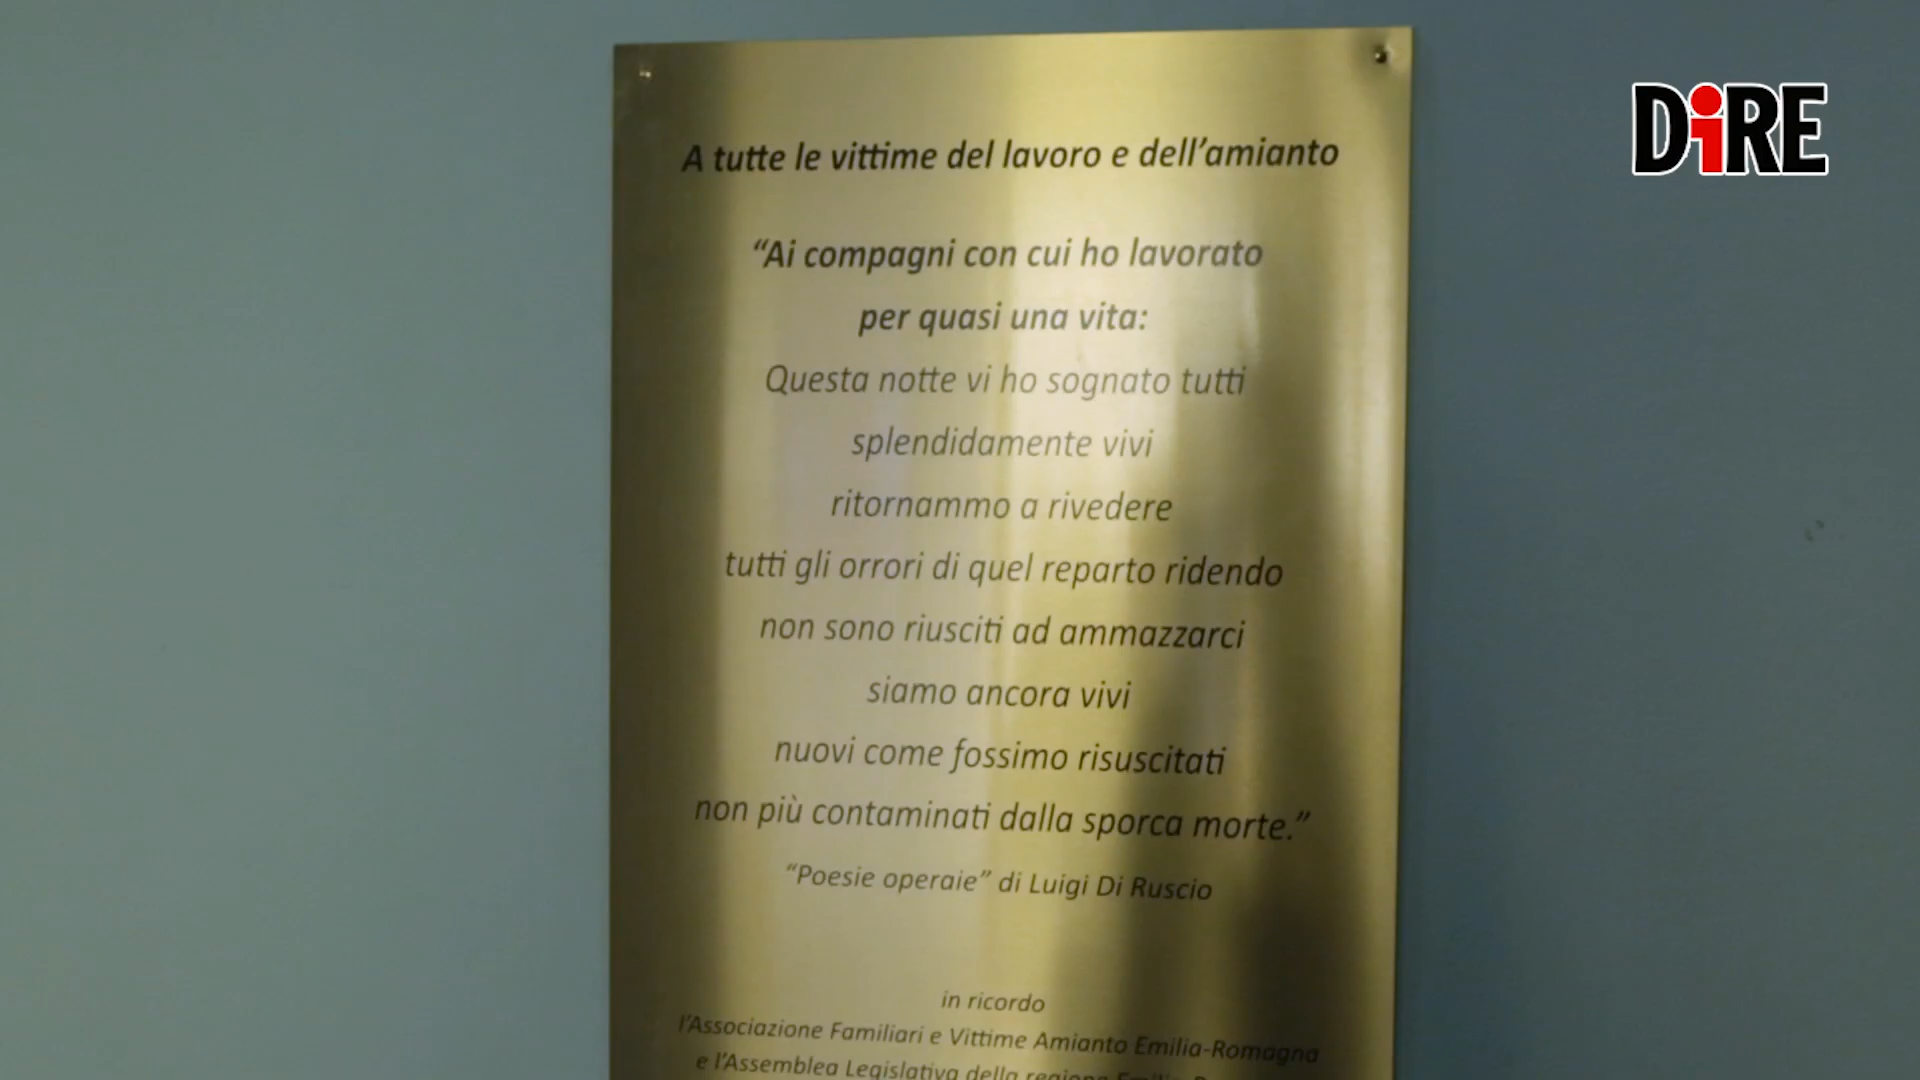 DiRE
A tutte le vittime del lavoro e dell'amianto
“Ai compagni con cui ho lavorato
per quasi una vita:
Questa notte vi ho sognato tutti
splendidamente vivi
ritornammo a rivedere
tutti gli orrori di quel reparto ridendo
non sono riusciti ad ammazzarci
siamo ancora vivi
nuovi come fossimo risuscitati
non più contaminati dalla sporca morte.”
“Poesie operaie” di Luigi Di Ruscio
in ricordo
l'Associazione Familiari e Vittime Amianto Emilia-Romagna
e l'Assemblea Legislativa della regione